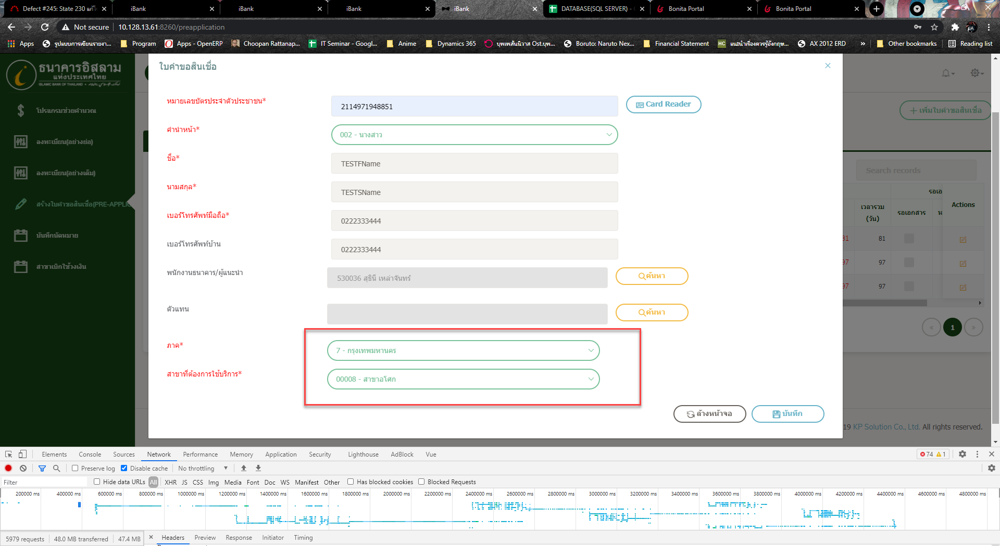 Defect #245: State 230 แก้ไ
iBank
iBank
iBank
iBank
DATABASE(SQL SERVER) -
Bonita Portal
Bonita Portal
Not secure
10.128.13.61:8260/preapplication
Apps
รูปแบบการเขียนรายงา...
Program
Apps - OpenERP
Choopan Rattanap...
IT Seminar - Googl...
Anime
Dynamics 365
บุพเพสันนิวาส Ost.บุพ...
Boruto: Naruto Nex...
Financial Statement
HC
แนะนำเรื่องควรรู้อังกฤษ...
AX 2012 ERD
»
Other bookmarks
Reading list
ธนาคารอิสลาม
แห่งประเทศไทย
ISLAMIC BANK OF THAILAND
โปรแกรมช่วยคำนวณ
ลงทะเบียน(อย่างย่อ)
ลงทะเบียน(อย่างเต็ม)
สร้างใบคำขอสินเชื่อ(PRE-APPLIC
บันทึกนัดหมาย
สาขาเบิกใช้วงเงิน
ใบคำขอสินเชื่อ
หมายเลขบัตรประจำตัวประชาชน*
2114971948851
Card Reader
คำนำหน้า*
002 - นางสาว
ชื่อ*
TESTFName
นามสกุล*
TESTSName
เบอร์โทรศัพท์มือถือ*
0222333444
เบอร์โทรศัพท์บ้าน
0222333444
พนักงานธนาคาร/ผู้แนะนำ
530036 สุธินี เหล่าจันทร์
ค้นหา
ตัวแทน
ค้นหา
ภาค*
7 - กรุงเทพมหานคร
สาขาที่ต้องการใช้บริการ*
00008 - สาขาอโศก
ล้างหน้าจอ
บันทึก
เพิ่มใบคำขอสินเชื่อ
Search records
รอเอ
เวลารวม
(วัน)
รอเอกสาร
ห
Actions
81
81
97
97
97
97
«
1
»
19 KP Solution Co., Ltd. All rights reserved.
Elements
Console
Sources
Network
Performance
Memory
Application
Security
Lighthouse
AdBlock
Vue
74
1
Preserve log
Disable cache
No throttling
Filter
Hide data URLs
All
XHR
JS
CSS
Img
Media
Font
Doc
WS
Manifest
Other
Has blocked cookies
Blocked Requests
200000 ms
400000 ms
600000 ms
800000 ms
1000000 ms
1200000 ms
1400000 ms
1600000 ms
1800000 ms
2000000 ms
2200000 ms
2400000 ms
2600000 ms
2800000 ms
3000000 ms
3200000 ms
3400000 ms
3600000 ms
3800000 ms
4000000 ms
4200000 ms
4400000 ms
4600000 ms
4800000 ms
5979 requests
48.0 MB transferred
47.4 MB
Headers
Preview
Response
Initiator
Timing